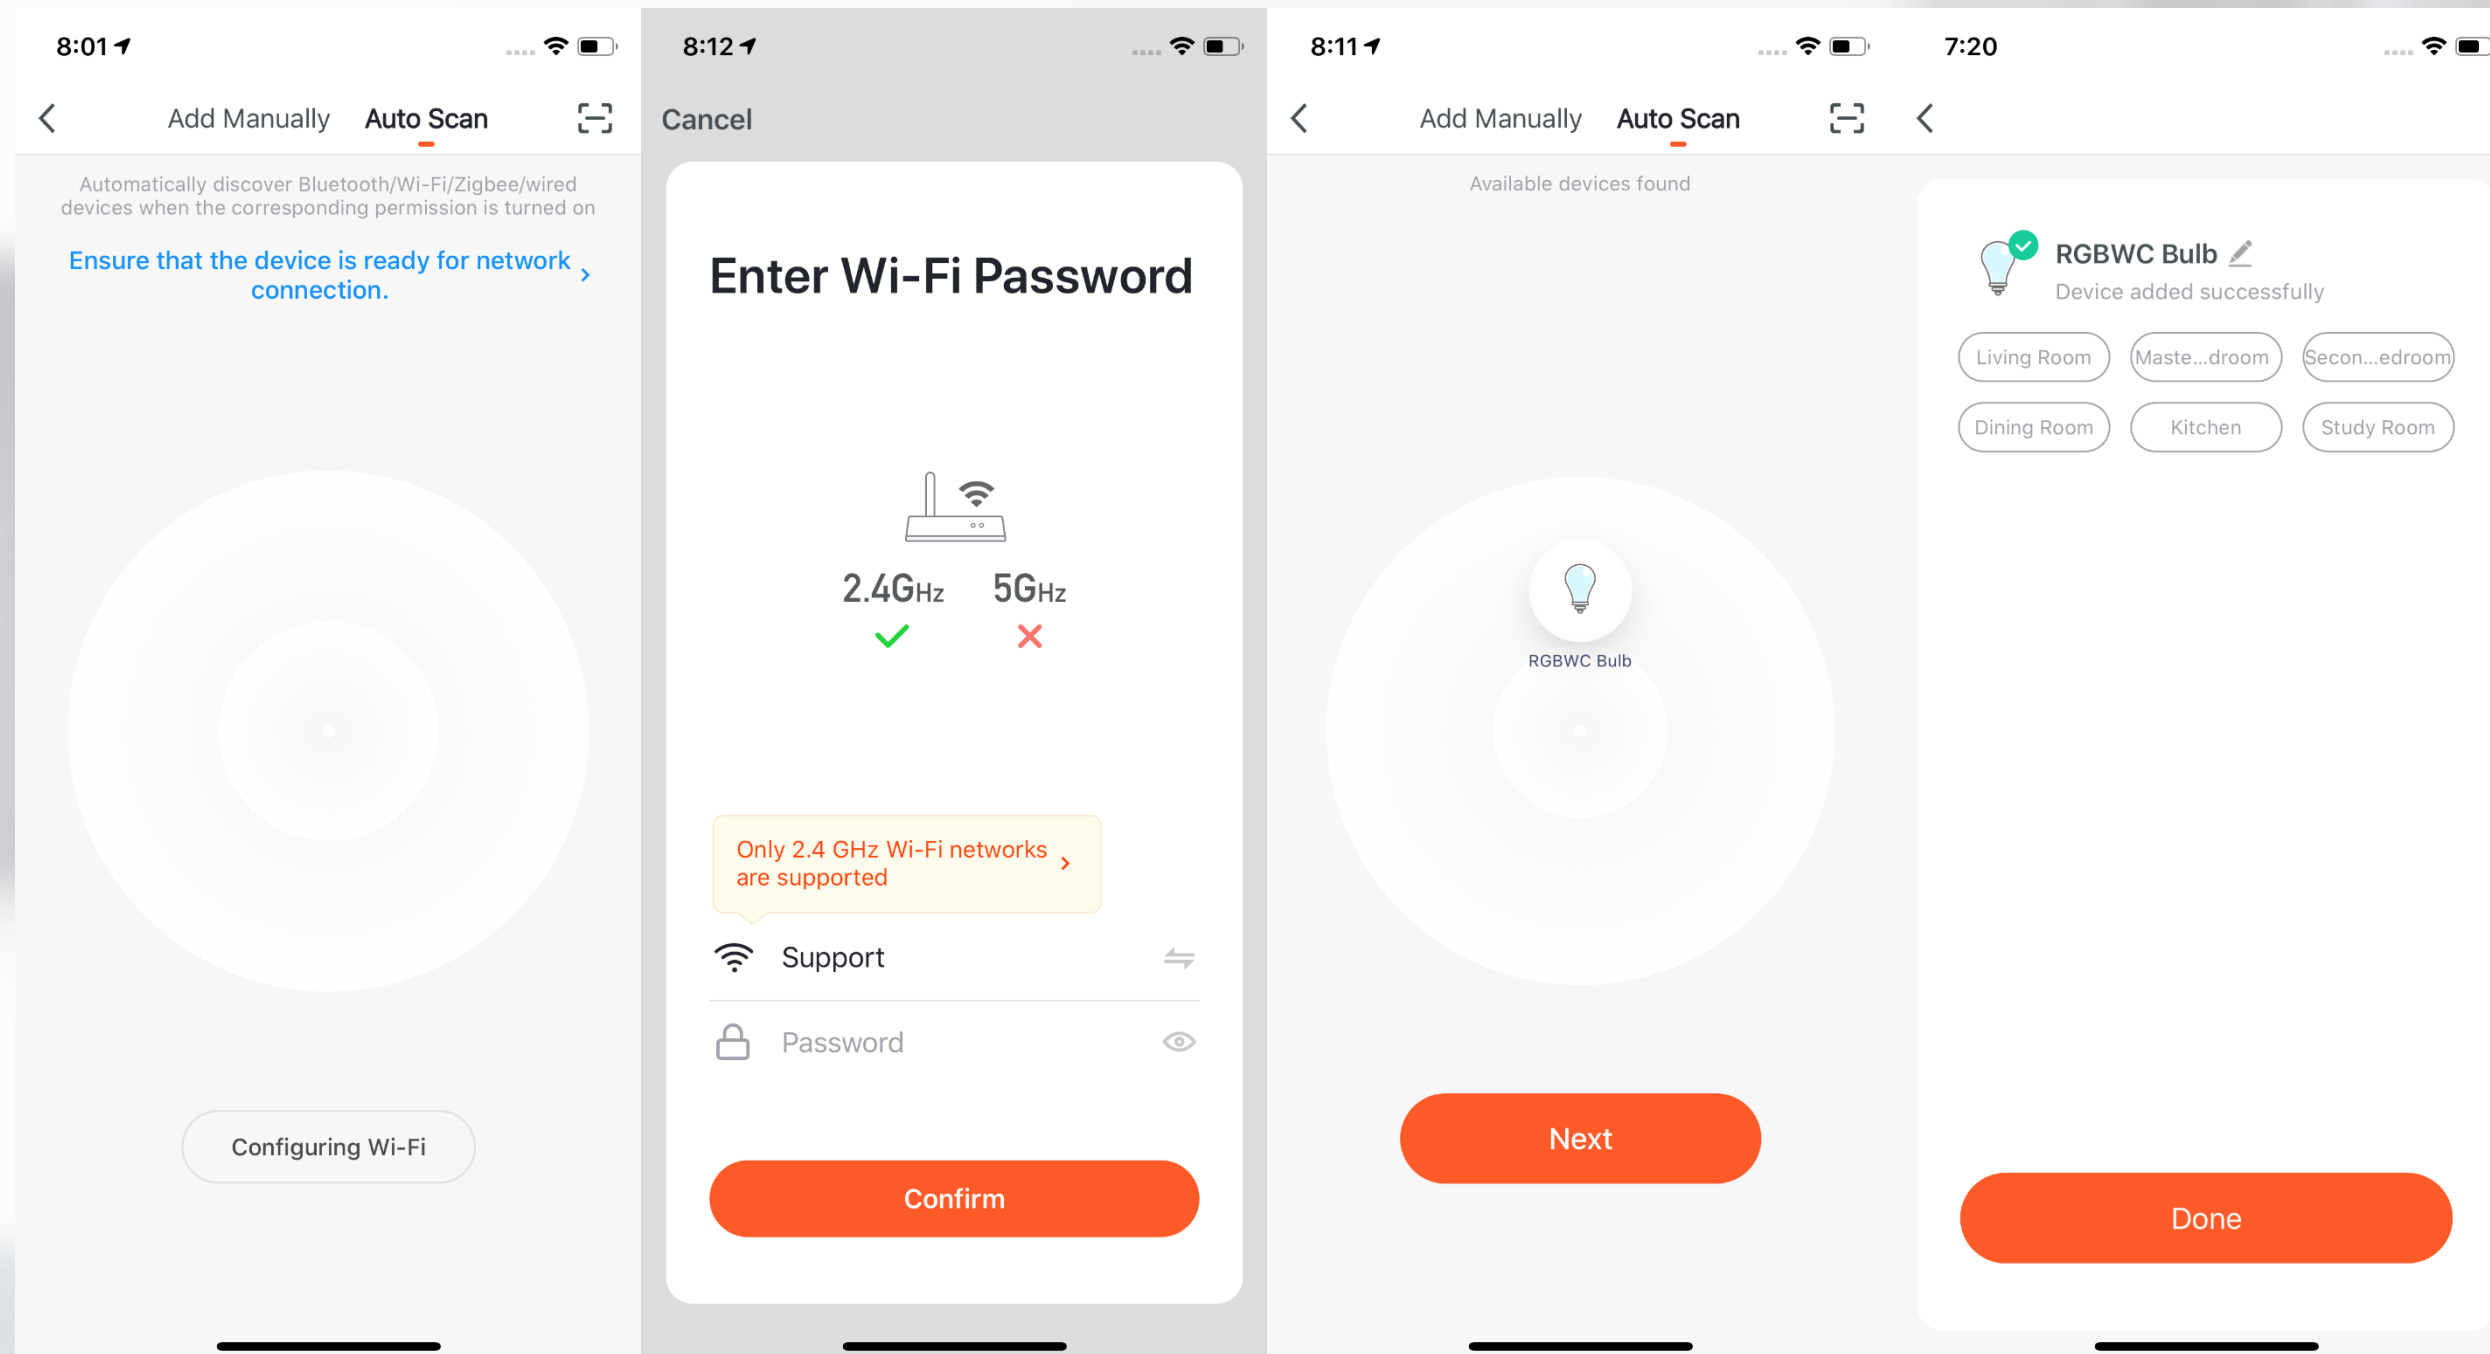 8:01
Add Manually
Auto Scan
Automatically discover Bluetooth/Wi-Fi/Zigbee/wired
devices when the corresponding permission is turned on
Ensure that the device is ready for network
connection.
Configuring Wi-Fi
8:12
Cancel
Enter Wi-Fi Password
2.4GHz
5GHz
Only 2.4 GHz Wi-Fi networks
are supported
Support
Password
Confirm
8:11
Add Manually
Auto Scan
Available devices found
RGBWC Bulb
Next
7:20
RGBWC Bulb
Device added successfully
Living Room
Maste...droom
Secon...edroom
Dining Room
Kitchen
Study Room
Done